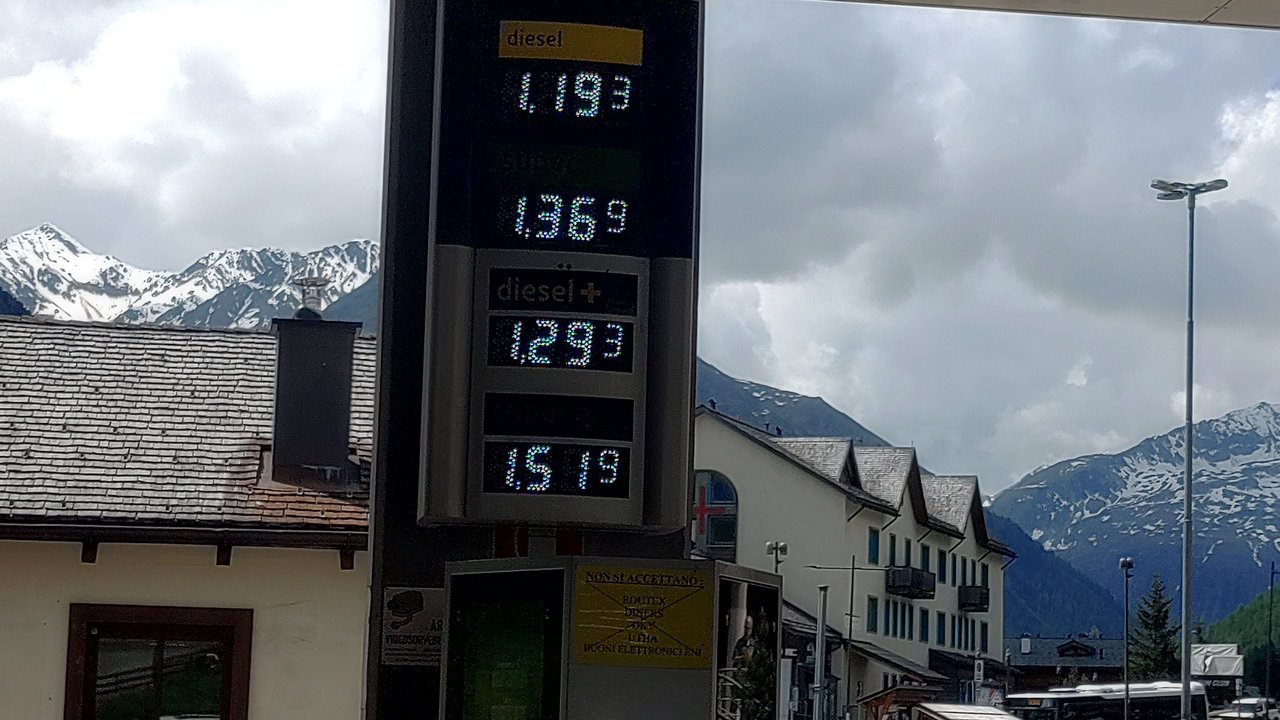 diesel
1.193
1.369
diesel+
1.293
1.519
NON SI ACCETTANO:
ROUTEX
DINERS
DKV
UTHA
BUONI ELETTRONICI ENI